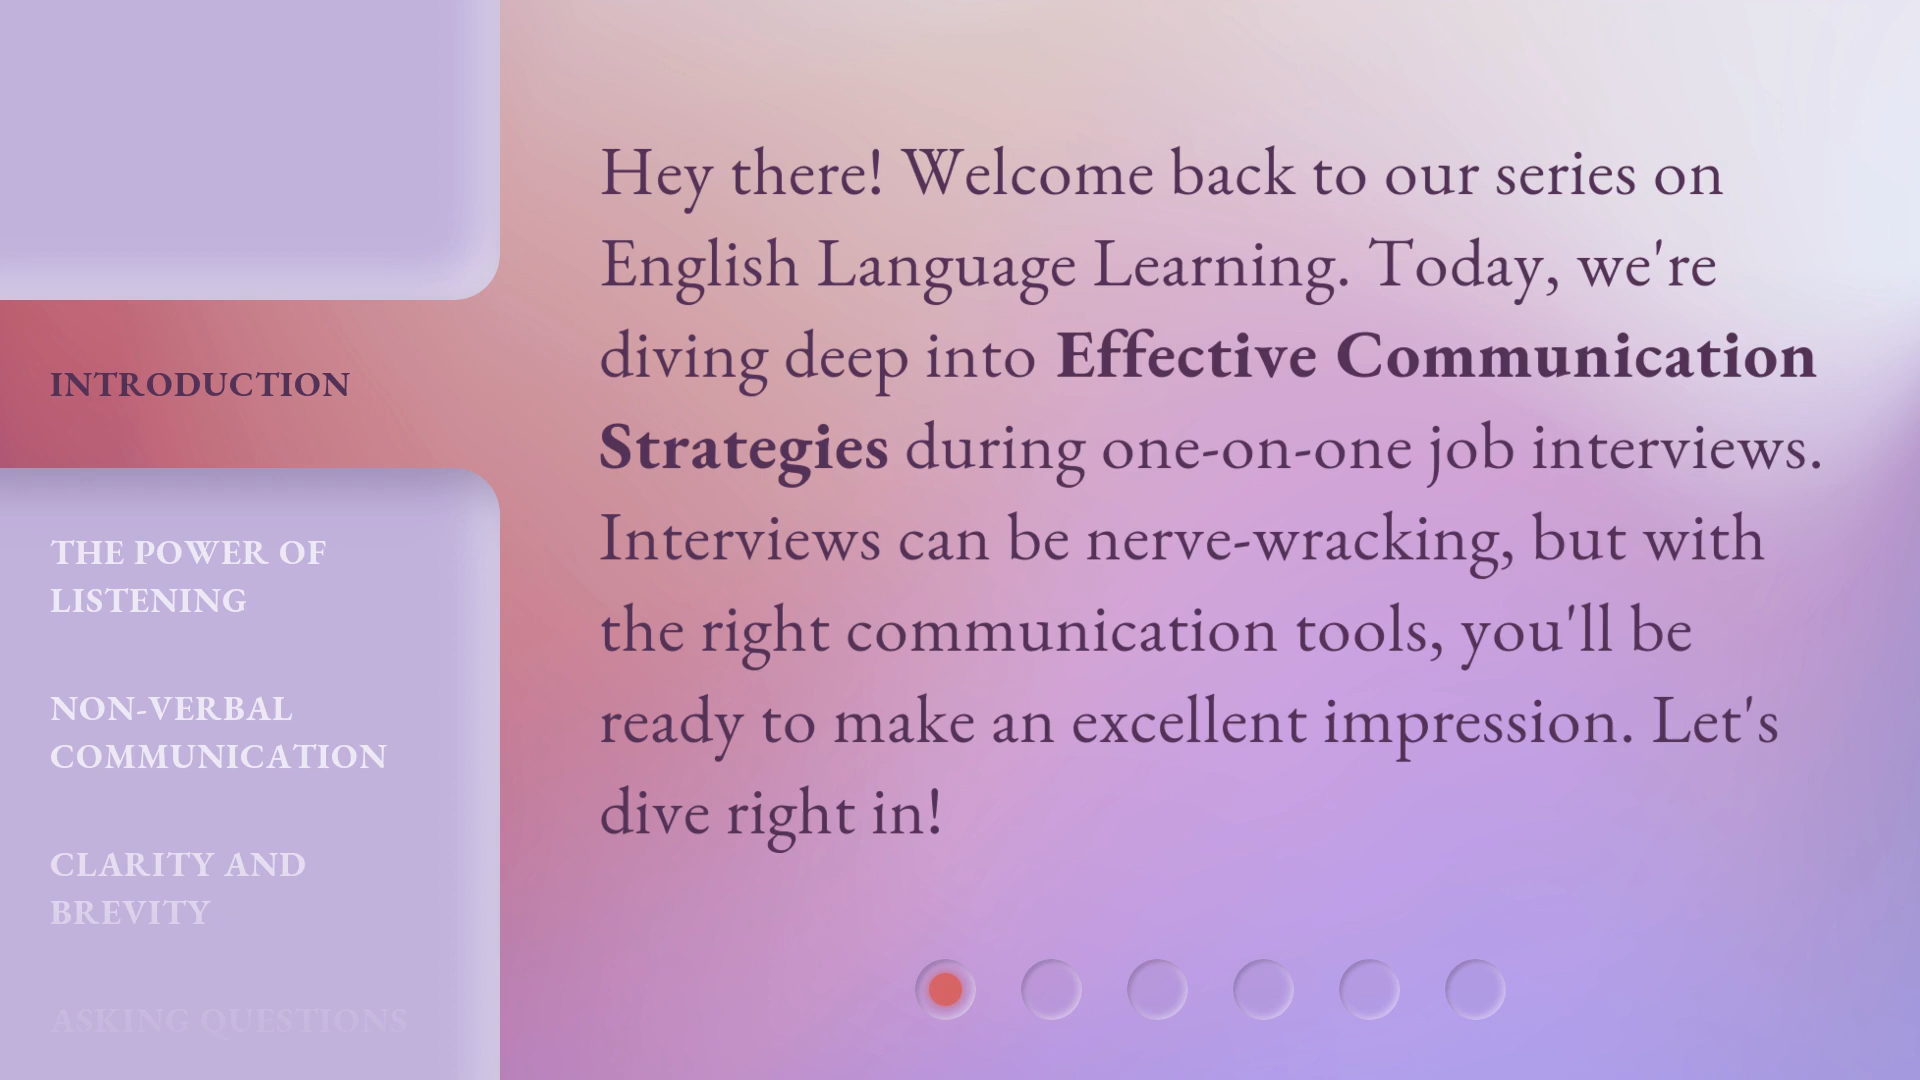 INTRODUCTION
THE POWER OF
LISTENING
NON-VERBAL
COMMUNICATION
CLARITY AND
BREVITY
ASKING QUESTIONS
Hey there! Welcome back to our series on
English Language Learning. Today, we're
diving deep into Effective Communication
Strategies during one-on-one job interviews.
Interviews can be nerve-wracking, but with
the right communication tools, you'll be
ready to make an excellent impression. Let's
dive right in!